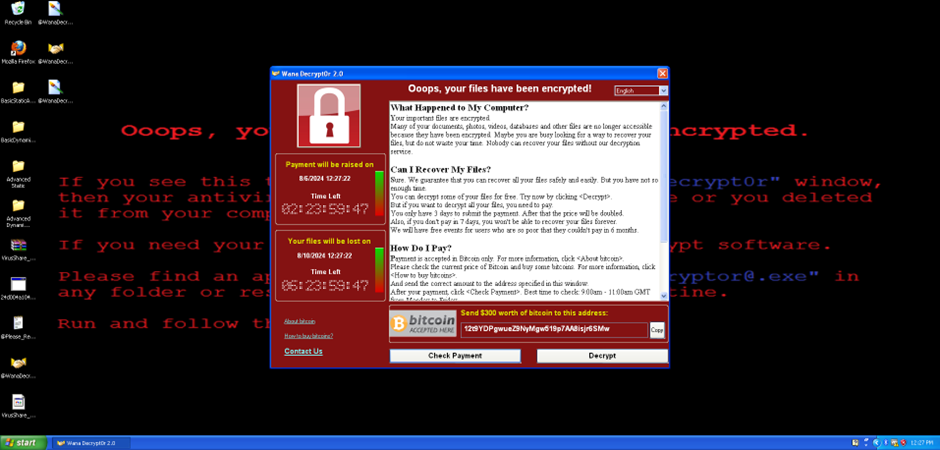 Recycle Bin
@WanaDecr...
Mozilla Firefox
@WanaDecr...
BasicStaticA...
@WanaDecr...
BasicDynami...
Advanced
Static
Advanced
Dynami...
VirusShare_...
24d004a104...
@Please_Re...
@WanaDecr...
VirusShare_...
Ooops, yo
ncrypted.
If you see this t
ecrypt0r" window,
then your antivir
e or you deleted
it from your comp
If you need your
ypt software.
Please find an ap
cryptor@.exe" in
any folder or res
tine.
Run and follow th
Wana Decrypt0r 2.0
Ooops, your files have been encrypted!
English
Payment will be raised on
8/6/2024 12:27:22
Time Left
02:23:59:47
Your files will be lost on
8/10/2024 12:27:22
Time Left
06:23:59:47
About bitcoin
How to buy bitcoins?
Contact Us
What Happened to My Computer?
Your important files are encrypted.
Many of your documents, photos, videos, databases and other files are no longer accessible
because they have been encrypted. Maybe you are busy looking for a way to recover your
files, but do not waste your time. Nobody can recover your files without our decryption
service.
Can I Recover My Files?
Sure. We guarantee that you can recover all your files safely and easily. But you have not so
enough time.
You can decrypt some of your files for free. Try now by clicking <Decrypt>.
But if you want to decrypt all your files, you need to pay.
You only have 3 days to submit the payment. After that the price will be doubled.
Also, if you don't pay in 7 days, you won't be able to recover your files forever.
We will have free events for users who are so poor that they couldn't pay in 6 months.
How Do I Pay?
Payment is accepted in Bitcoin only. For more information, click <About bitcoin>.
Please check the current price of Bitcoin and buy some bitcoins. For more information, click
<How to buy bitcoins>.
And send the correct amount to the address specified in this window.
After your payment, click <Check Payment>. Best time to check: 9:00am - 11:00am GMT
from Monday to Friday.
bitcoin
ACCEPTED HERE
Send $300 worth of bitcoin to this address:
12t9YDPgwueZ9NyMgw519p7AA8isjr6SMw
Copy
Check Payment
Decrypt
start
Wana Decrypt0r 2.0
12:27 PM